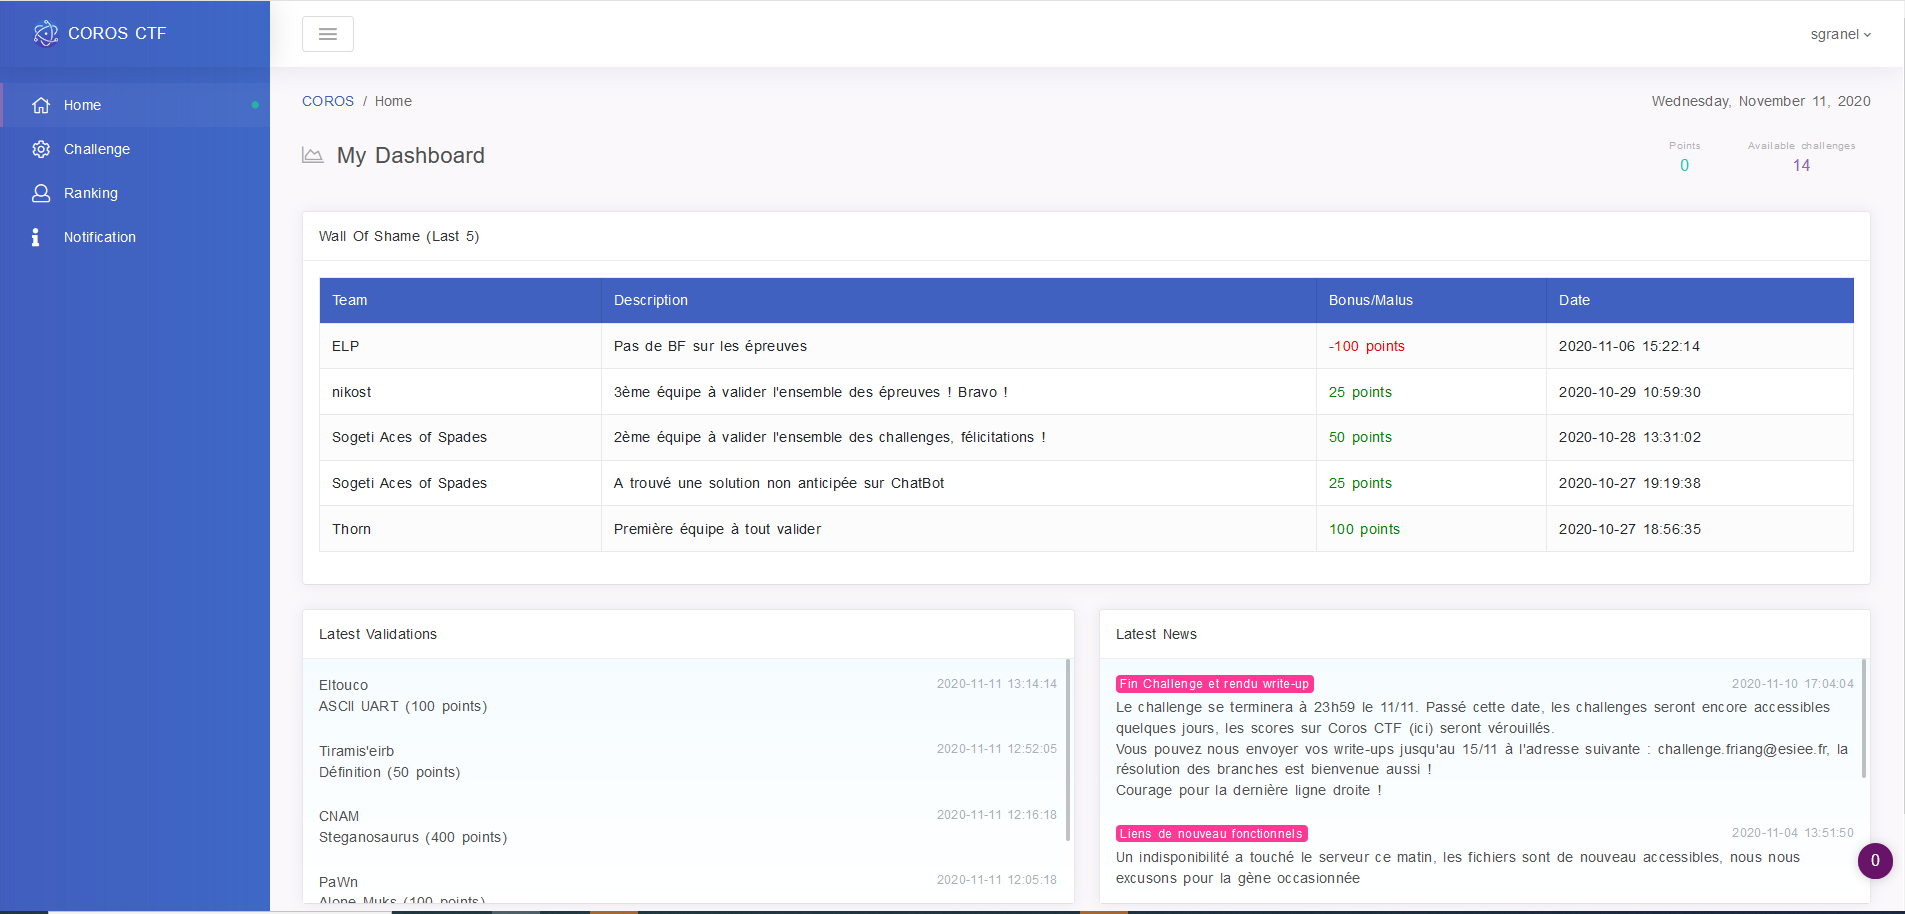 COROS CTF
sgranel
Home
Challenge
Ranking
Notification
COROS / Home
Wednesday, November 11, 2020
My Dashboard
Points
0
Available challenges
14
Wall Of Shame (Last 5)
Team Description Bonus/Malus Date
ELP Pas de BF sur les épreuves -100 points 2020-11-06 15:22:14
nikost 3ème équipe à valider l'ensemble des épreuves ! Bravo ! 25 points 2020-10-29 10:59:30
Sogeti Aces of Spades 2ème équipe à valider l'ensemble des challenges, félicitations ! 50 points 2020-10-28 13:31:02
Sogeti Aces of Spades A trouvé une solution non anticipée sur ChatBot 25 points 2020-10-27 19:19:38
Thorn Première équipe à tout valider 100 points 2020-10-27 18:56:35
Latest Validations
Eltouco 2020-11-11 13:14:14
ASCII UART (100 points)
Tiramis'eirb 2020-11-11 12:52:05
Définition (50 points)
CNAM 2020-11-11 12:16:18
Steganosaurus (400 points)
PaWn 2020-11-11 12:05:18
Alone Muks (100 points)
Latest News
Fin Challenge et rendu write-up 2020-11-10 17:04:04
Le challenge se terminera à 23h59 le 11/11. Passé cette date, les challenges seront encore accessibles
quelques jours, les scores sur Coros CTF (ici) seront vérouillés.
Vous pouvez nous envoyer vos write-ups jusqu'au 15/11 à l'adresse suivante : challenge.friang@esiee.fr, la
résolution des branches est bienvenue aussi !
Courage pour la dernière ligne droite !
Liens de nouveau fonctionnels 2020-11-04 13:51:50
Un indisponibilité a touché le serveur ce matin, les fichiers sont de nouveau accessibles, nous nous
excusons pour la gène occasionnée
0